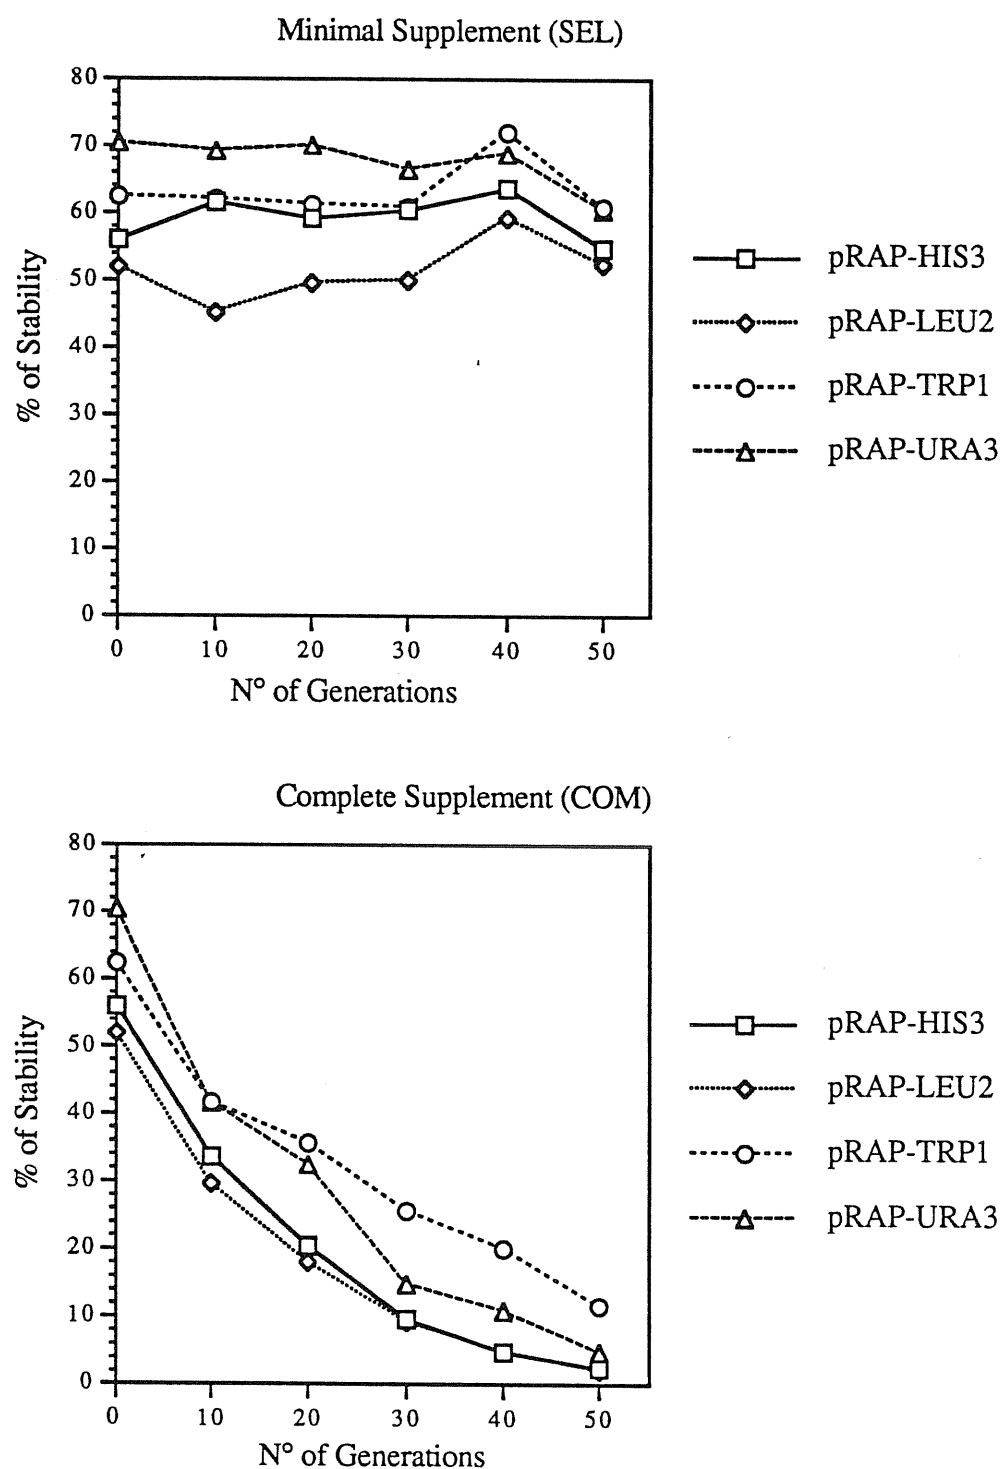 Minimal Supplement (SEL)
80
70
60
50
40
30
20
10
0
% of Stability
0 10 20 30 40 50
N° of Generations
pRAP-HIS3
pRAP-LEU2
pRAP-TRP1
pRAP-URA3
Complete Supplement (COM)
80
70
60
50
40
30
20
10
0
% of Stability
0 10 20 30 40 50
N° of Generations
pRAP-HIS3
pRAP-LEU2
pRAP-TRP1
pRAP-URA3